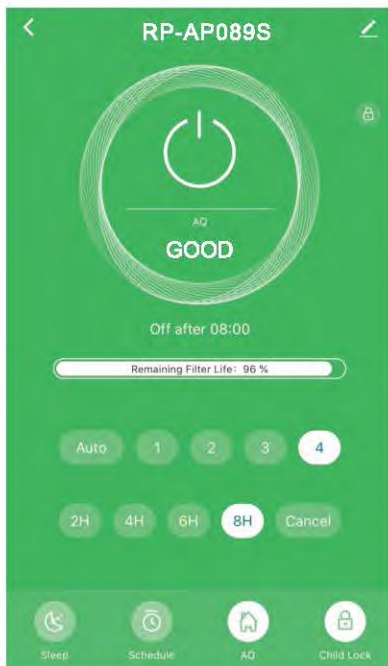 RP-AP089S
AQ
GOOD
Off after 08:00
Remaining Filter Life: 96 %
Auto 1 2 3 4
2H 4H 6H 8H Cancel
Sleep Schedule AQ Child Lock